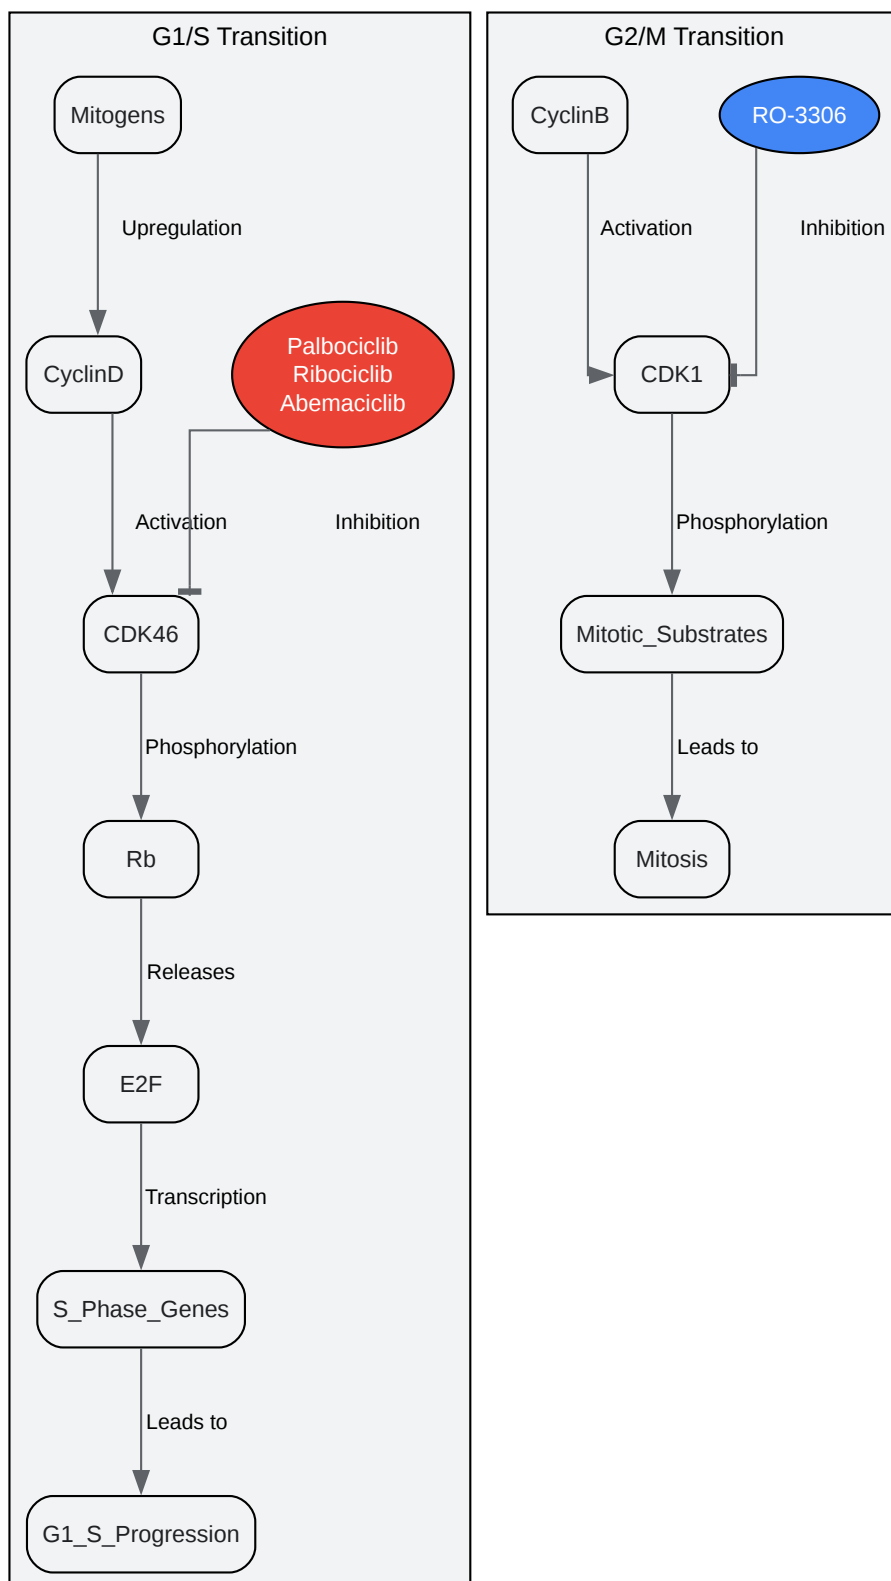 G1/S Transition
Mitogens
Upregulation
CyclinD
Palbociclib
Ribociclib
Abemaciclib
Activation
Inhibition
CDK46
Phosphorylation
Rb
Releases
E2F
Transcription
S_Phase_Genes
Leads to
G1_S_Progression
G2/M Transition
CyclinB
RO-3306
Activation
Inhibition
CDK1
Phosphorylation
Mitotic_Substrates
Leads to
Mitosis